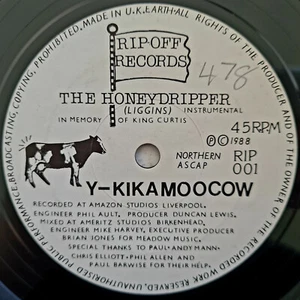 MADE IN U.K. EARTH. ALL RIGHTS OF THE PRODUCER AND OF THE OWNER OF THE RECORDED WORK RESERVED. UNAUTHORISED PUBLIC PERFORMANCE, BROADCASTING, COPYING, PROHIBITED.
RIP-OFF
RECORDS
478
THE HONEYDRIPPER
(LIGGINS) INSTRUMENTAL
IN MEMORY OF KING CURTIS
45RPM
Ⓟ©1988
NORTHERN RIP
ASCAP 001
Y-KIKAMOOCOW
RECORDED AT AMAZON STUDIOS LIVERPOOL.
ENGINEER PHIL AULT, PRODUCER DUNCAN LEWIS.
MIXED AT AMERITZ STUDIOS BIRKENHEAD,
ENGINEER MIKE HARVEY, EXECUTIVE PRODUCER
BRIAN JONES FOR MEADOW MUSIC.
SPECIAL THANKS TO PAUL·ANDY MANN·
CHRIS ELLIOTT·PHIL ALLEN AND
PAUL BARWISE FOR THEIR HELP.